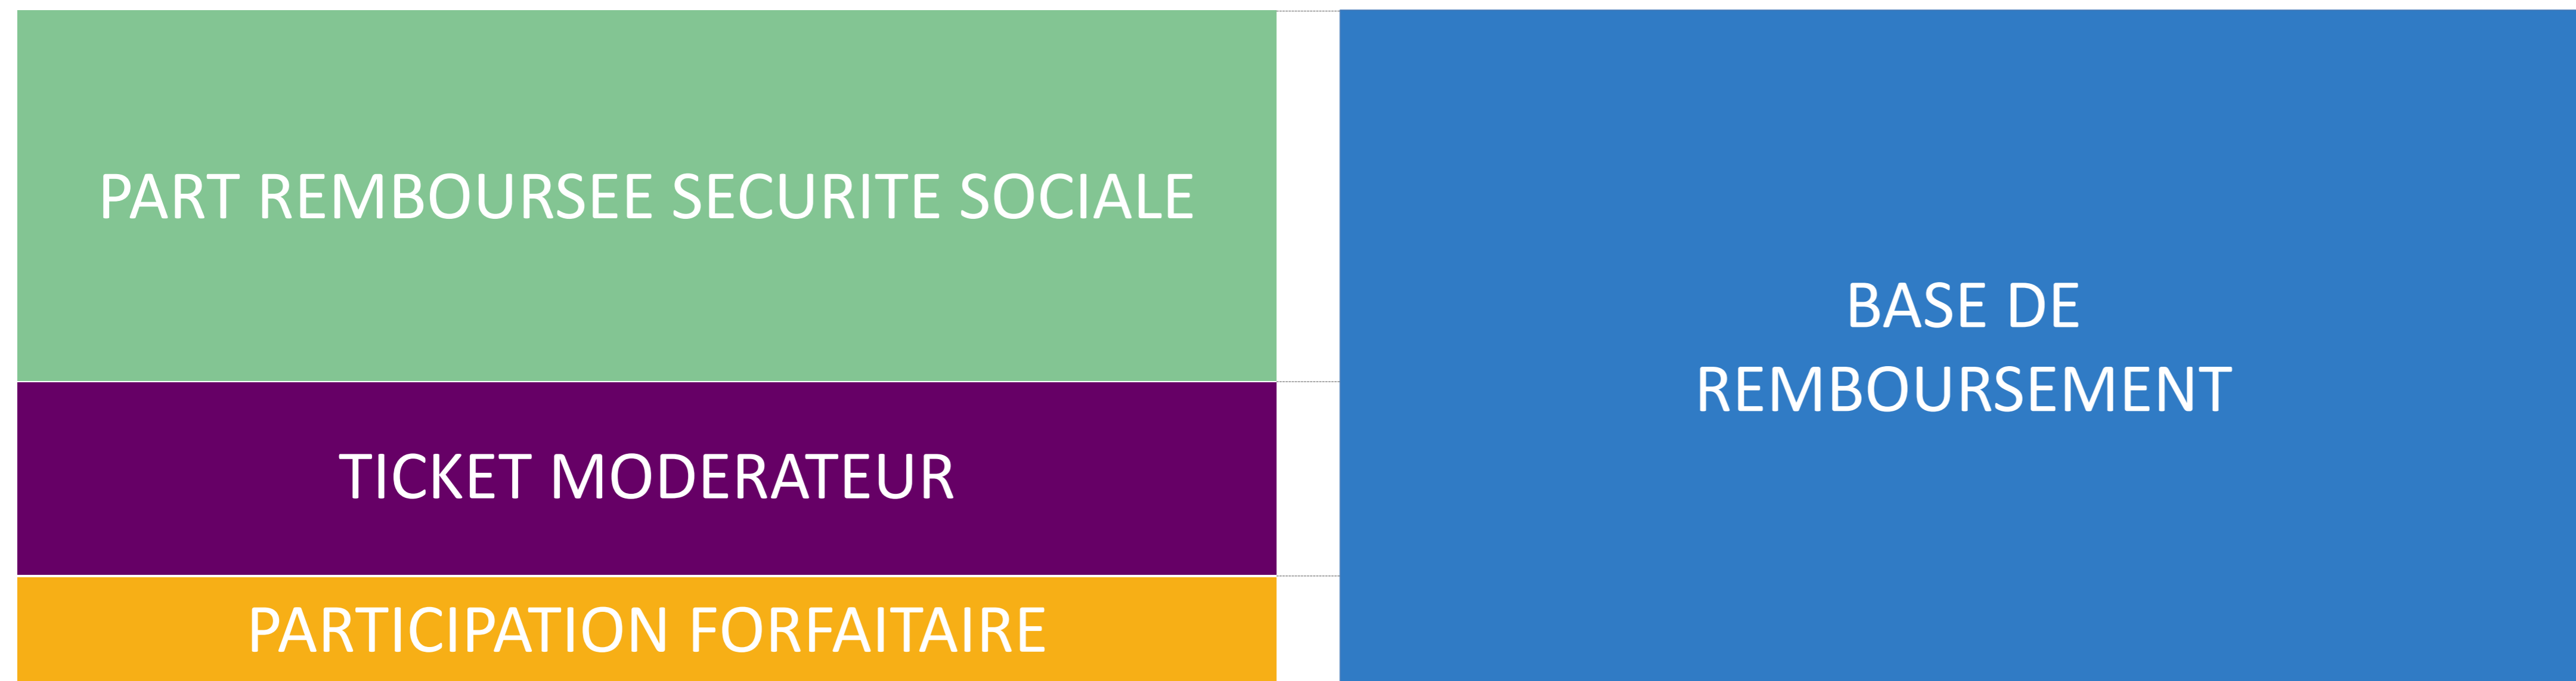 PART REMBOURSEE SECURITE SOCIALE
TICKET MODERATEUR
PARTICIPATION FORFAITAIRE
BASE DE
REMBOURSEMENT